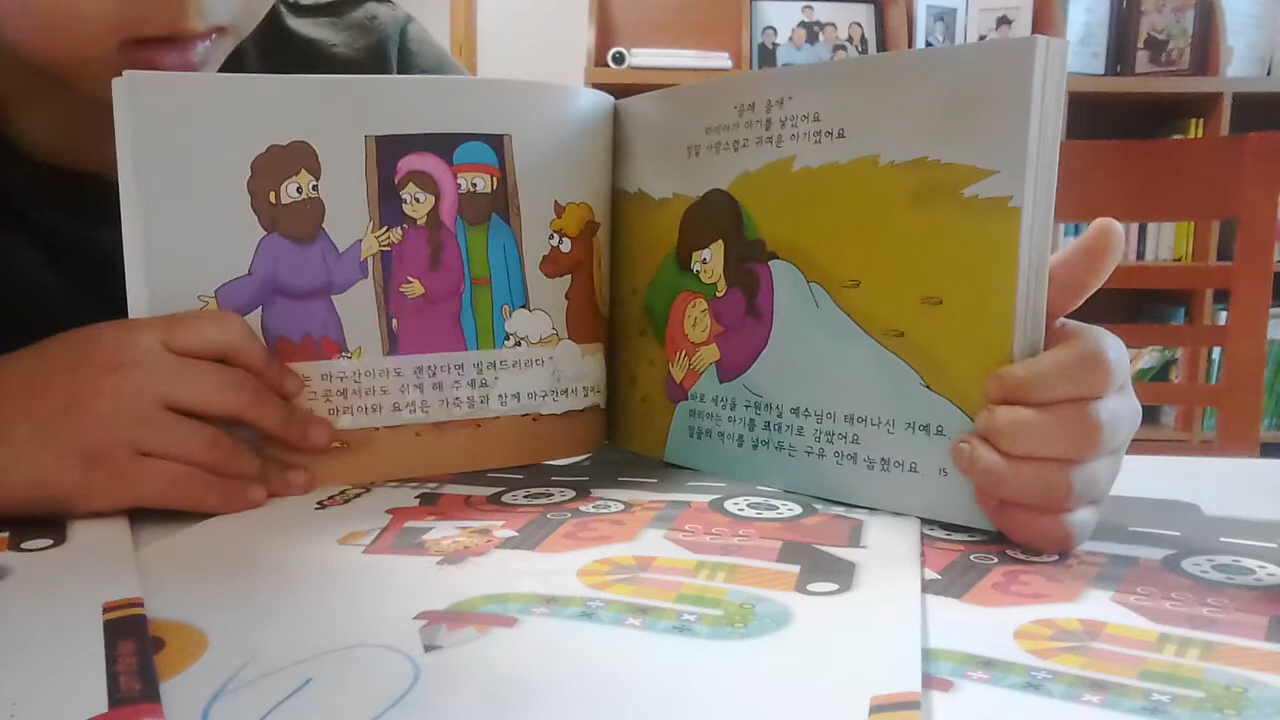 는 마구간이라도 괜찮다면 빌려드리리다"
그곳에서라도 쉬게 해 주세요."
마리아와 요셉은 가축들과 함께 마구간에서
"응애 응애"
마리아가 아기를 낳았어요
정말 사랑스럽고 귀여운 아기였어요
바로 세상을 구원하실 예수님이 태어나신 거예요.
마리아는 아기를 포대기로 감쌌어요
말들의 먹이를 넣어 두는 구유 안에 눕혔어요
15